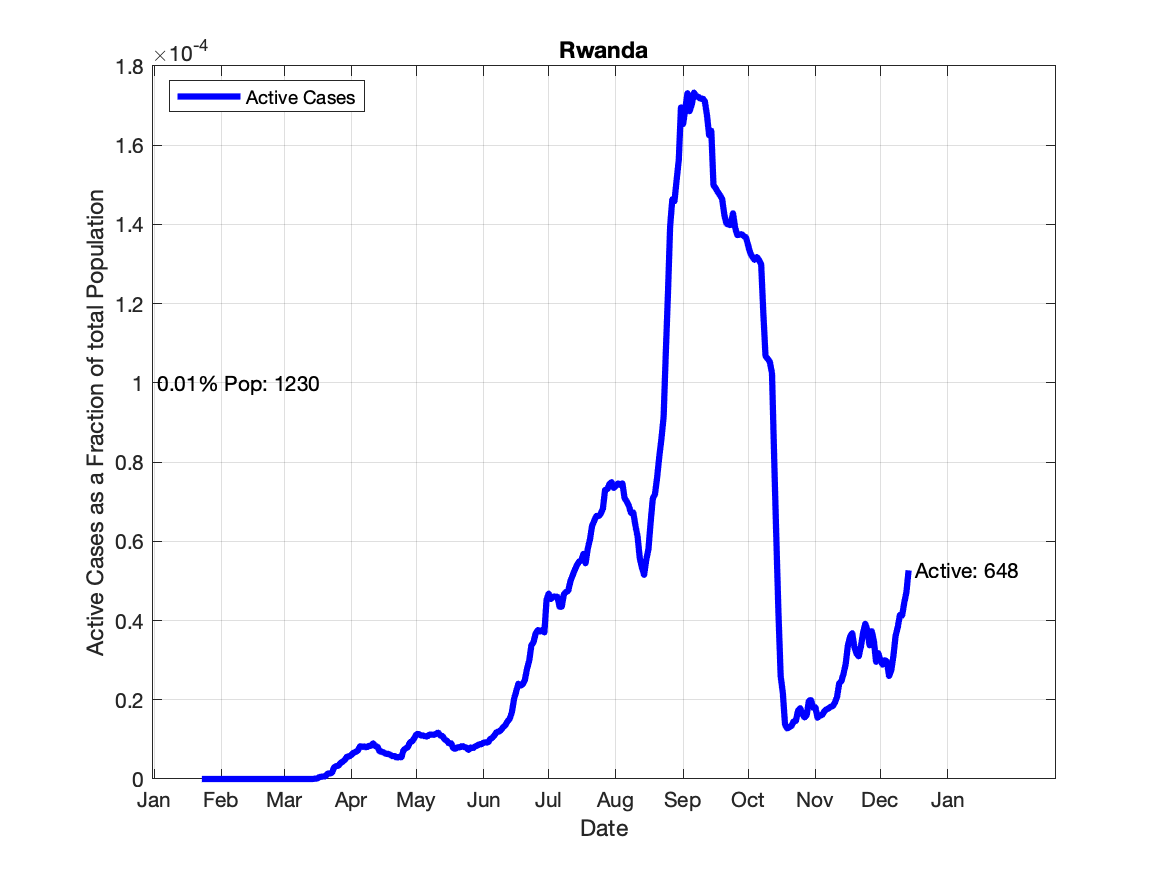 Rwanda
×10-4
Active Cases
1.8
1.6
1.4
1.2
1
0.01% Pop: 1230
0.8
0.6
Active: 648
0.4
0.2
0
Active Cases as a Fraction of total Population
Jan Feb Mar Apr May Jun Jul Aug Sep Oct Nov Dec Jan
Date